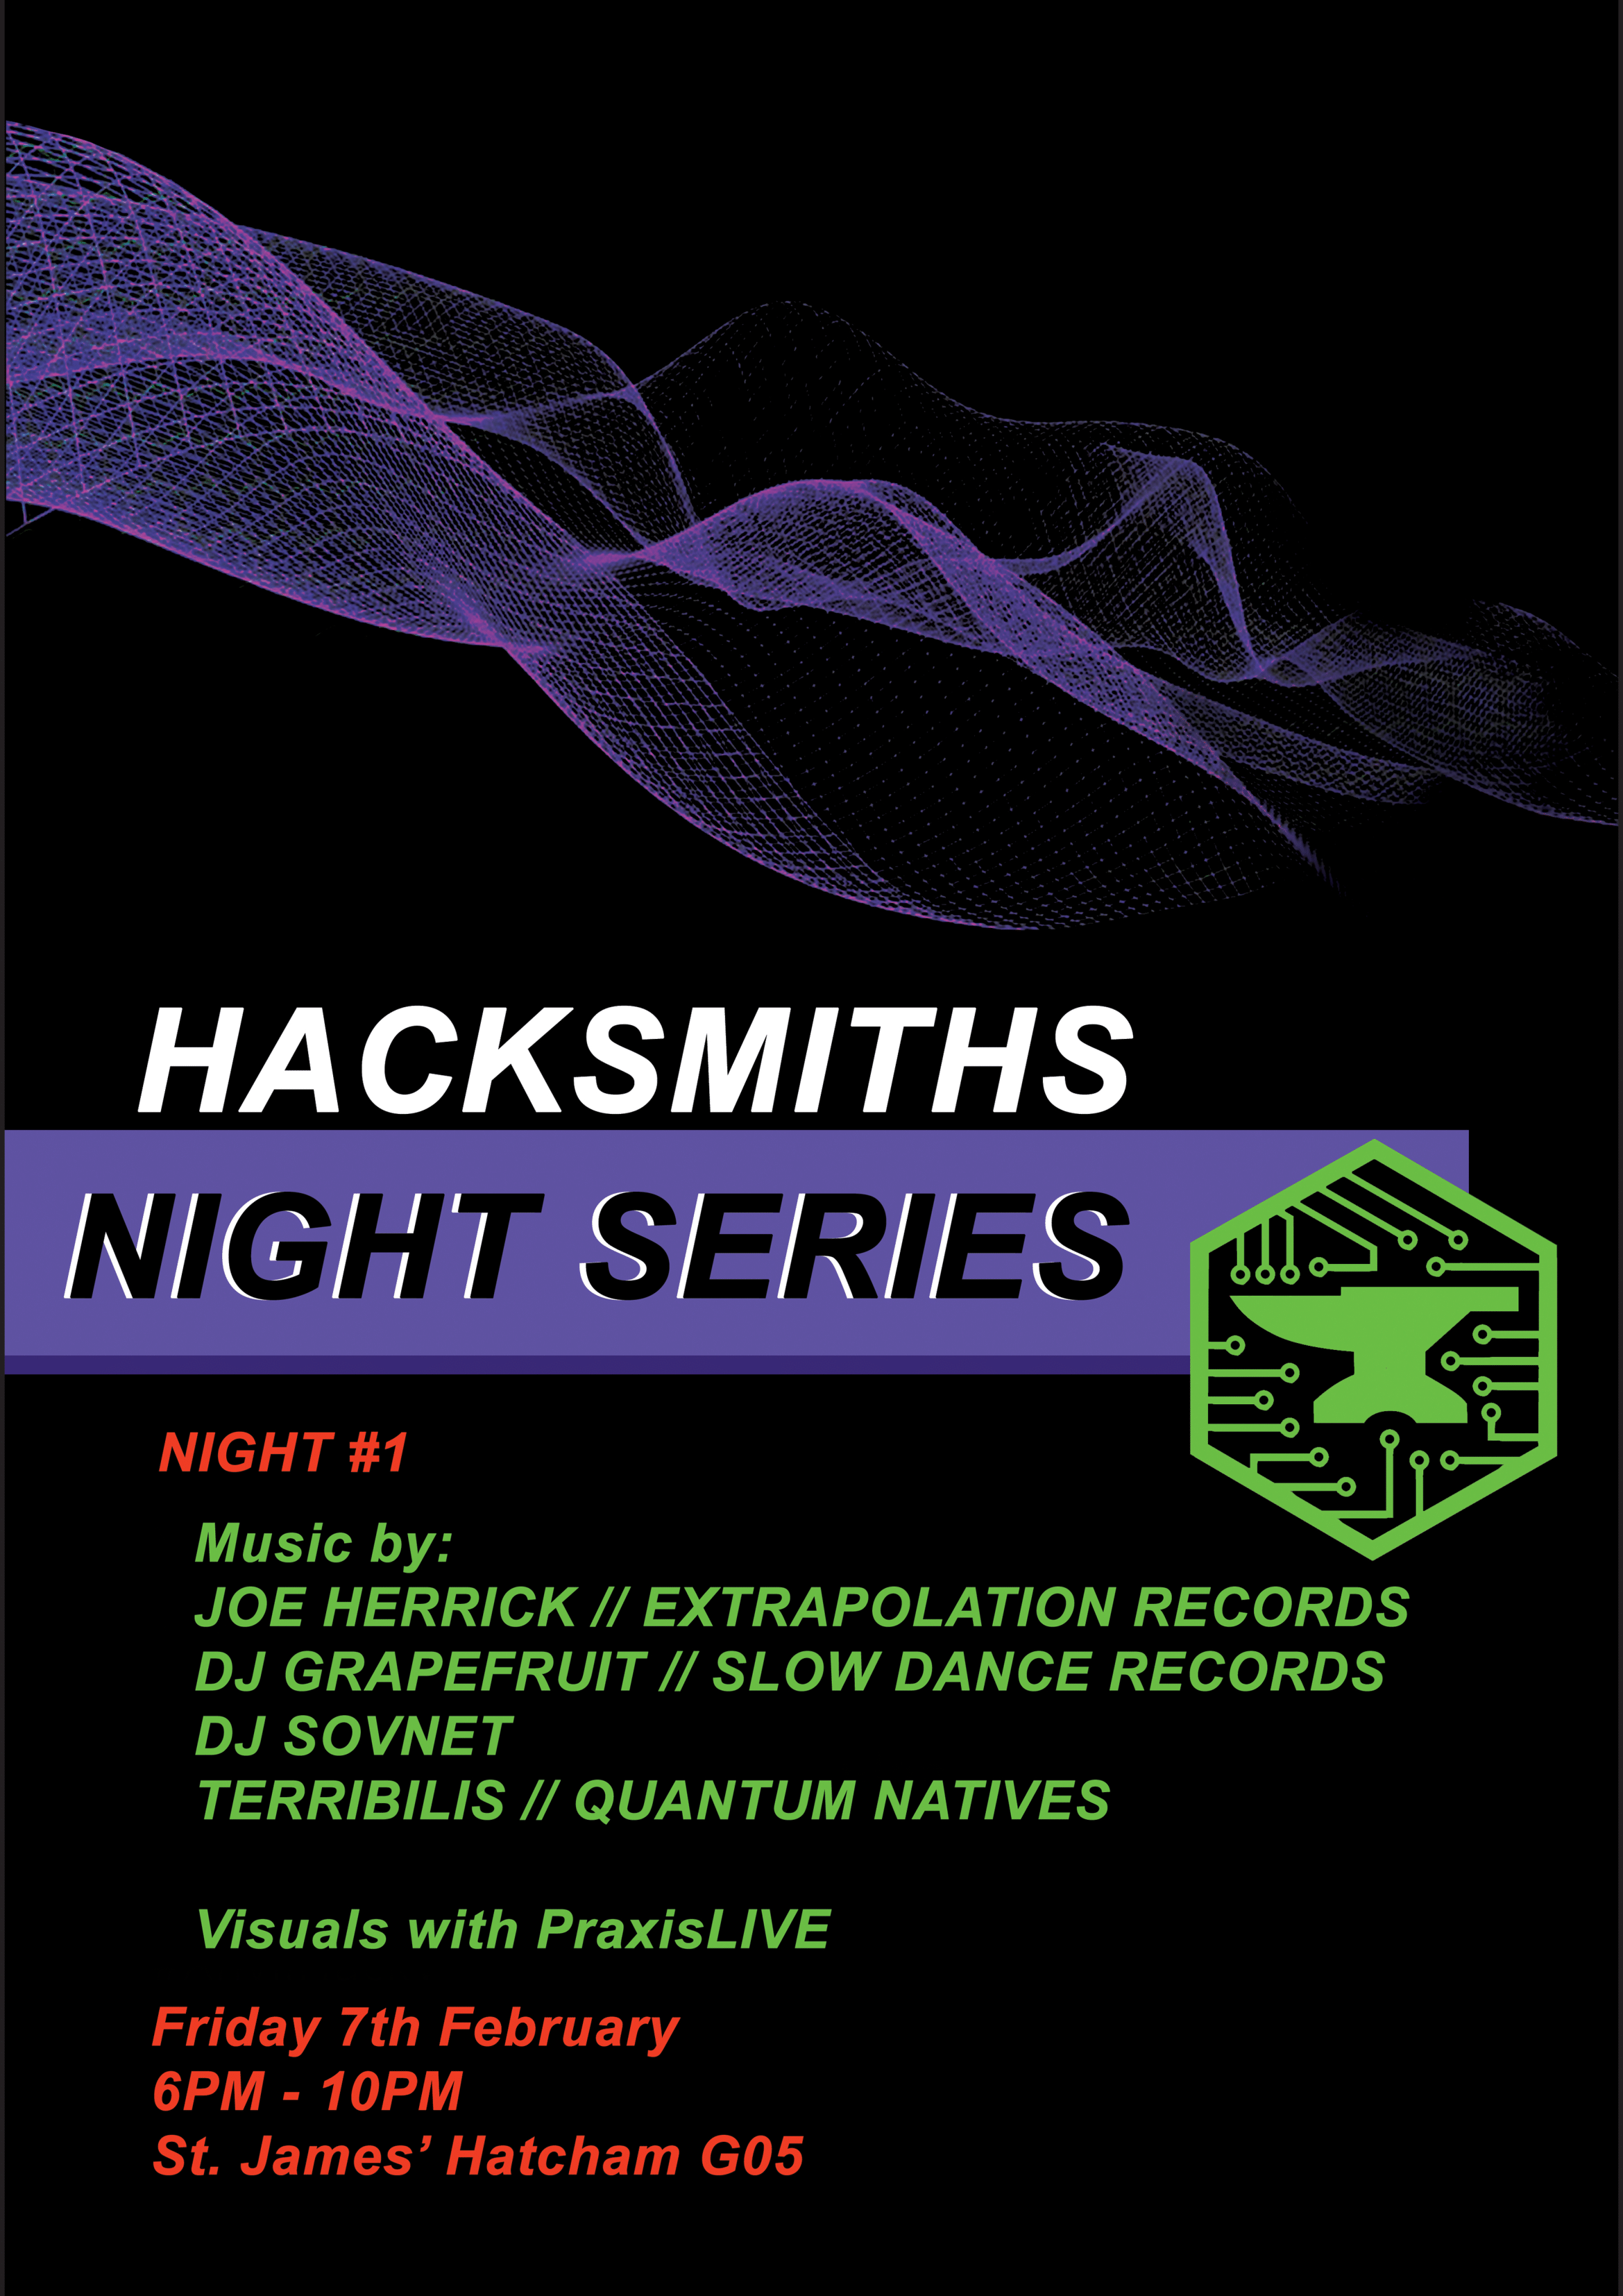 HACKSMITHS
NIGHT SERIES
NIGHT #1
Music by:
JOE HERRICK // EXTRAPOLATION RECORDS
DJ GRAPEFRUIT // SLOW DANCE RECORDS
DJ SOVNET
TERRIBILIS // QUANTUM NATIVES
Visuals with PraxisLIVE
Friday 7th February
6PM - 10PM
St. James’ Hatcham G05